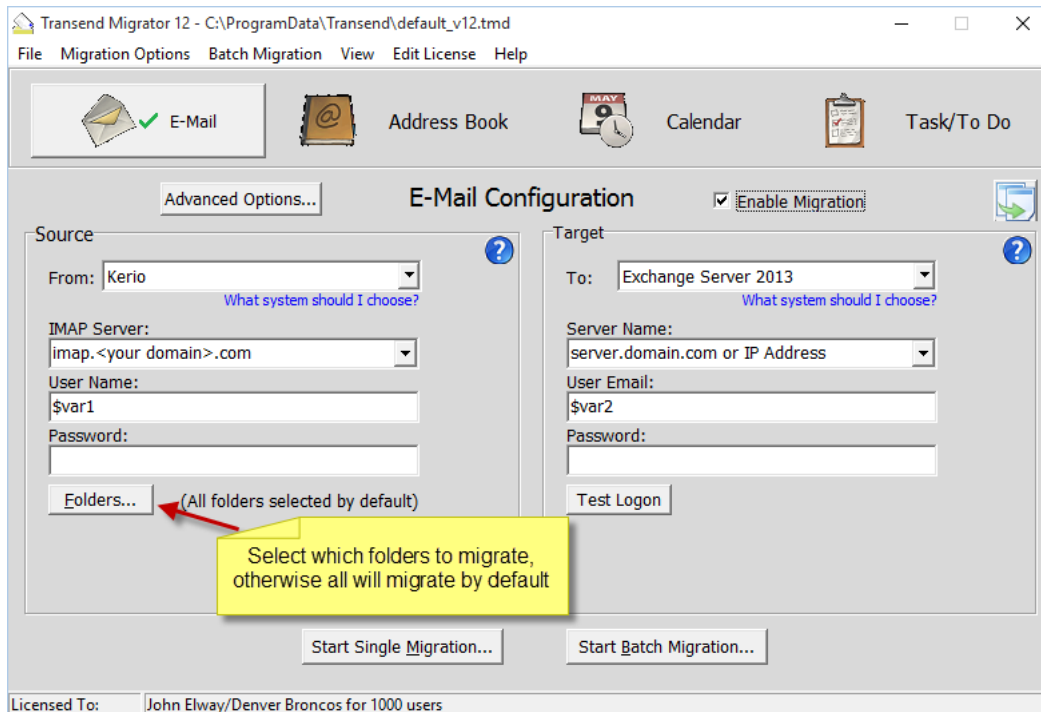 Transend Migrator 12 - C:\ProgramData\Transend\default_v12.tmd
File Migration Options Batch Migration View Edit License Help
E-Mail Address Book MAY 9 Calendar Task/To Do
Advanced Options... E-Mail Configuration Enable Migration
Source
?
From: Kerio
What system should I choose?
IMAP Server:
imap.<your domain>.com
User Name:
$var1
Password:
Folders... (All folders selected by default)
Select which folders to migrate,
otherwise all will migrate by default
Target
?
To: Exchange Server 2013
What system should I choose?
Server Name:
server.domain.com or IP Address
User Email:
$var2
Password:
Test Logon
Start Single Migration... Start Batch Migration...
Licensed To: John Elway/Denver Broncos for 1000 users